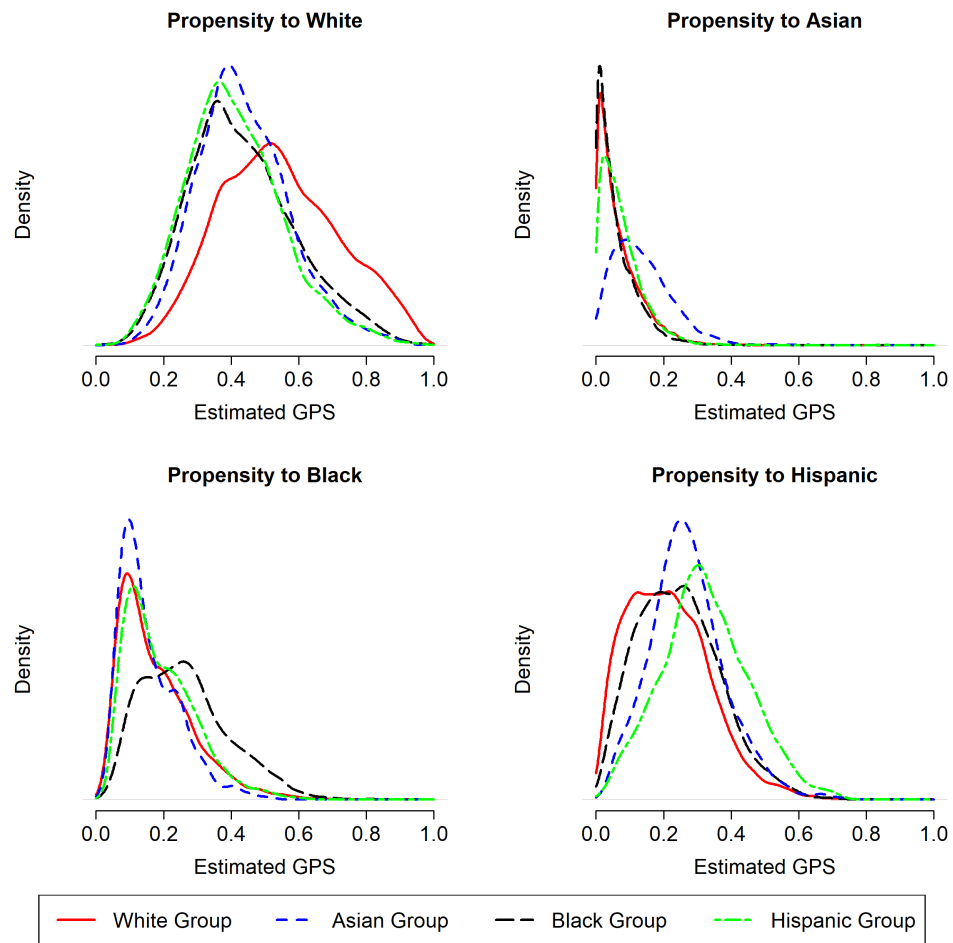 Propensity to White
Propensity to Asian
Density
Density
0.0 0.2 0.4 0.6 0.8 1.0
0.0 0.2 0.4 0.6 0.8 1.0
Estimated GPS
Estimated GPS
Propensity to Black
Propensity to Hispanic
Density
Density
0.0 0.2 0.4 0.6 0.8 1.0
0.0 0.2 0.4 0.6 0.8 1.0
Estimated GPS
Estimated GPS
White Group Asian Group Black Group Hispanic Group